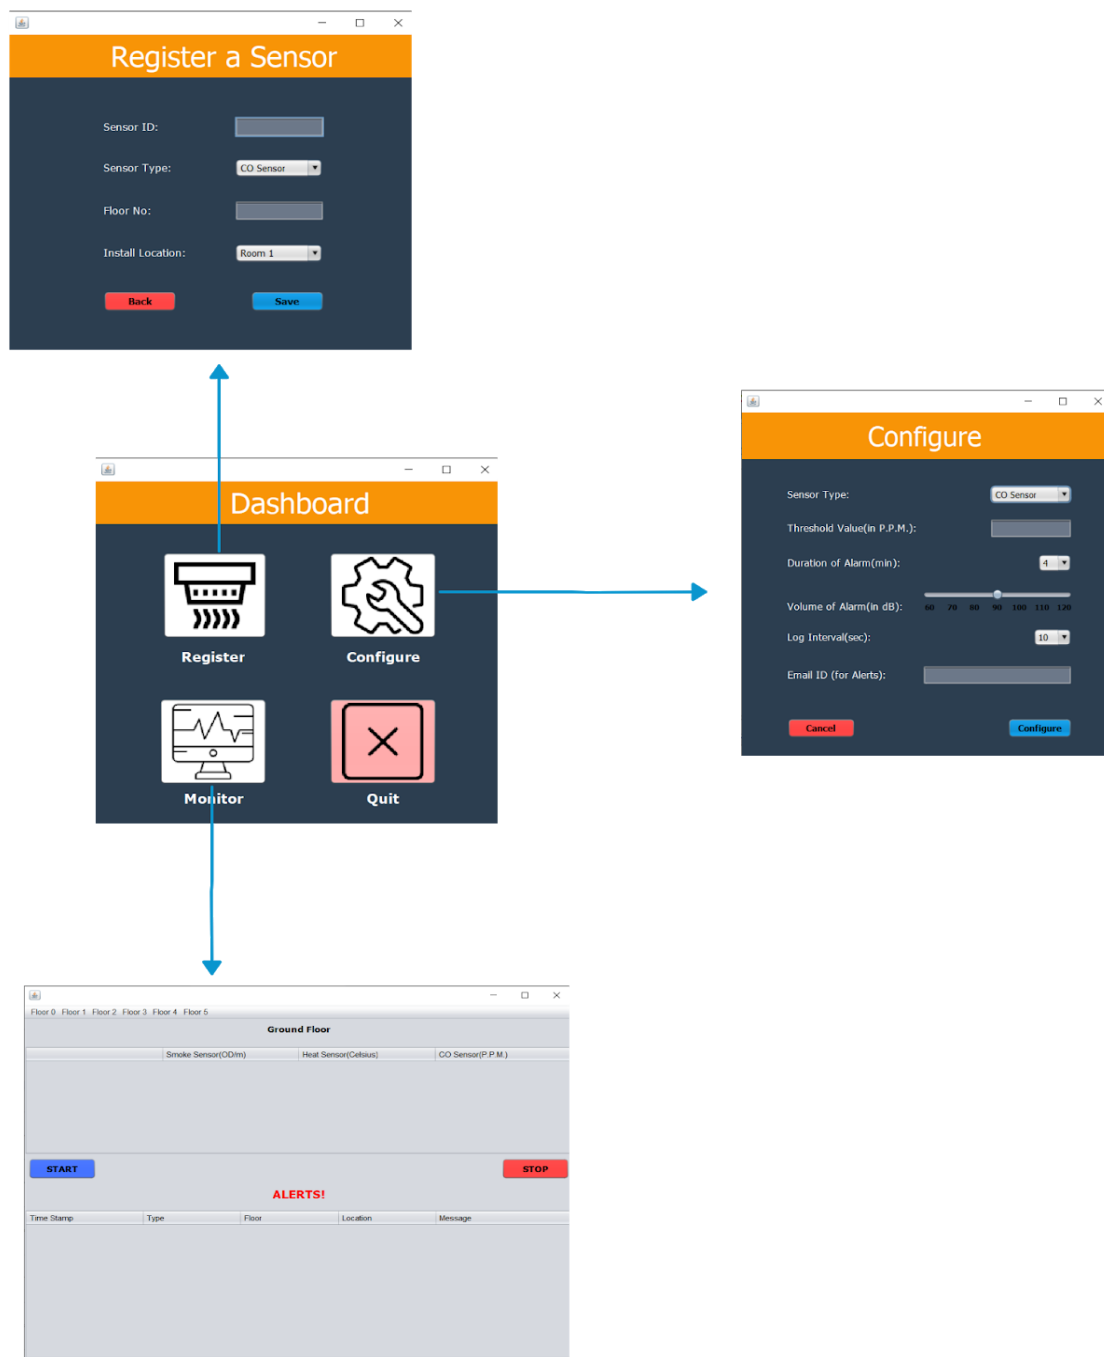 Register a Sensor
Sensor ID:
Sensor Type: CO Sensor
Floor No:
Install Location: Room 1
Back Save
Dashboard
Register Configure
Monitor Quit
Configure
Sensor Type: CO Sensor
Threshold Value(in P.P.M.):
Duration of Alarm(min): 4
Volume of Alarm(in dB): 60 70 80 90 100 110 120
Log Interval(sec): 10
Email ID (for Alerts):
Cancel Configure
Floor 0 Floor 1 Floor 2 Floor 3 Floor 4 Floor 5
Ground Floor
Smoke Sensor(OD/m) Heat Sensor(Celsius) CO Sensor(P.P.M.)
START STOP
ALERTS!
Time Stamp Type Floor Location Message